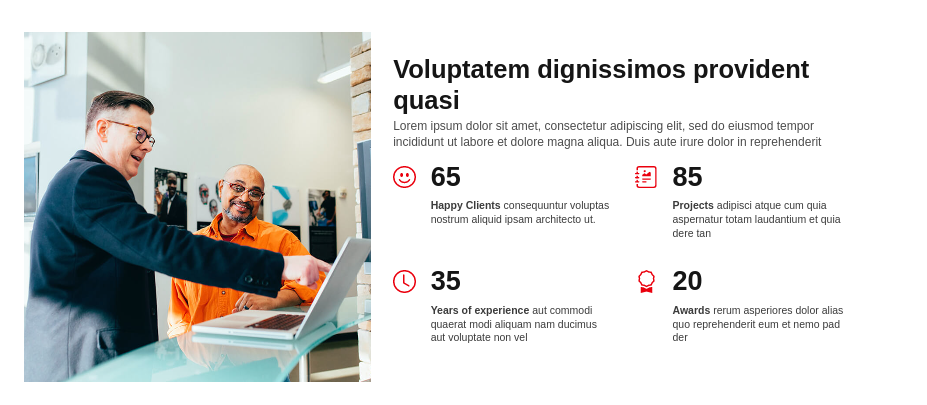 Voluptatem dignissimos provident
quasi
Lorem ipsum dolor sit amet, consectetur adipiscing elit, sed do eiusmod tempor
incididunt ut labore et dolore magna aliqua. Duis aute irure dolor in reprehenderit
65
Happy Clients consequuntur voluptas
nostrum aliquid ipsam architecto ut.
85
Projects adipisci atque cum quia
aspernatur totam laudantium et quia
dere tan
35
Years of experience aut commodi
quaerat modi aliquam nam ducimus
aut voluptate non vel
20
Awards rerum asperiores dolor alias
quo reprehenderit eum et nemo pad
der